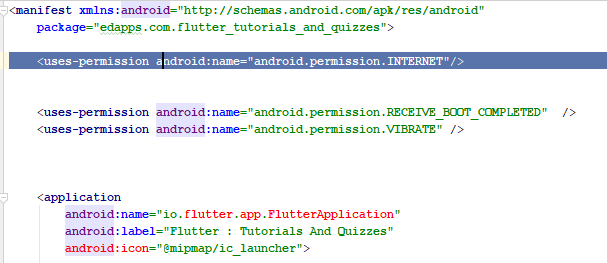 <manifest xmlns:android="http://schemas.android.com/apk/res/android"
package="edapps.com.flutter_tutorials_and_quizzes">
<uses-permission android:name="android.permission.INTERNET"/>
<uses-permission android:name="android.permission.RECEIVE_BOOT_COMPLETED"  />
<uses-permission android:name="android.permission.VIBRATE" />
<application
android:name="io.flutter.app.FlutterApplication"
android:label="Flutter : Tutorials And Quizzes"
android:icon="@mipmap/ic_launcher">